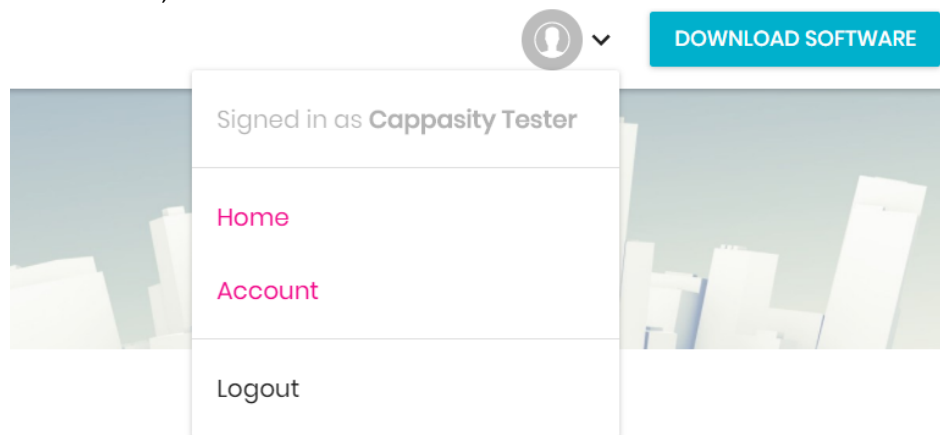 DOWNLOAD SOFTWARE
Signed in as Cappasity Tester
Home
Account
Logout